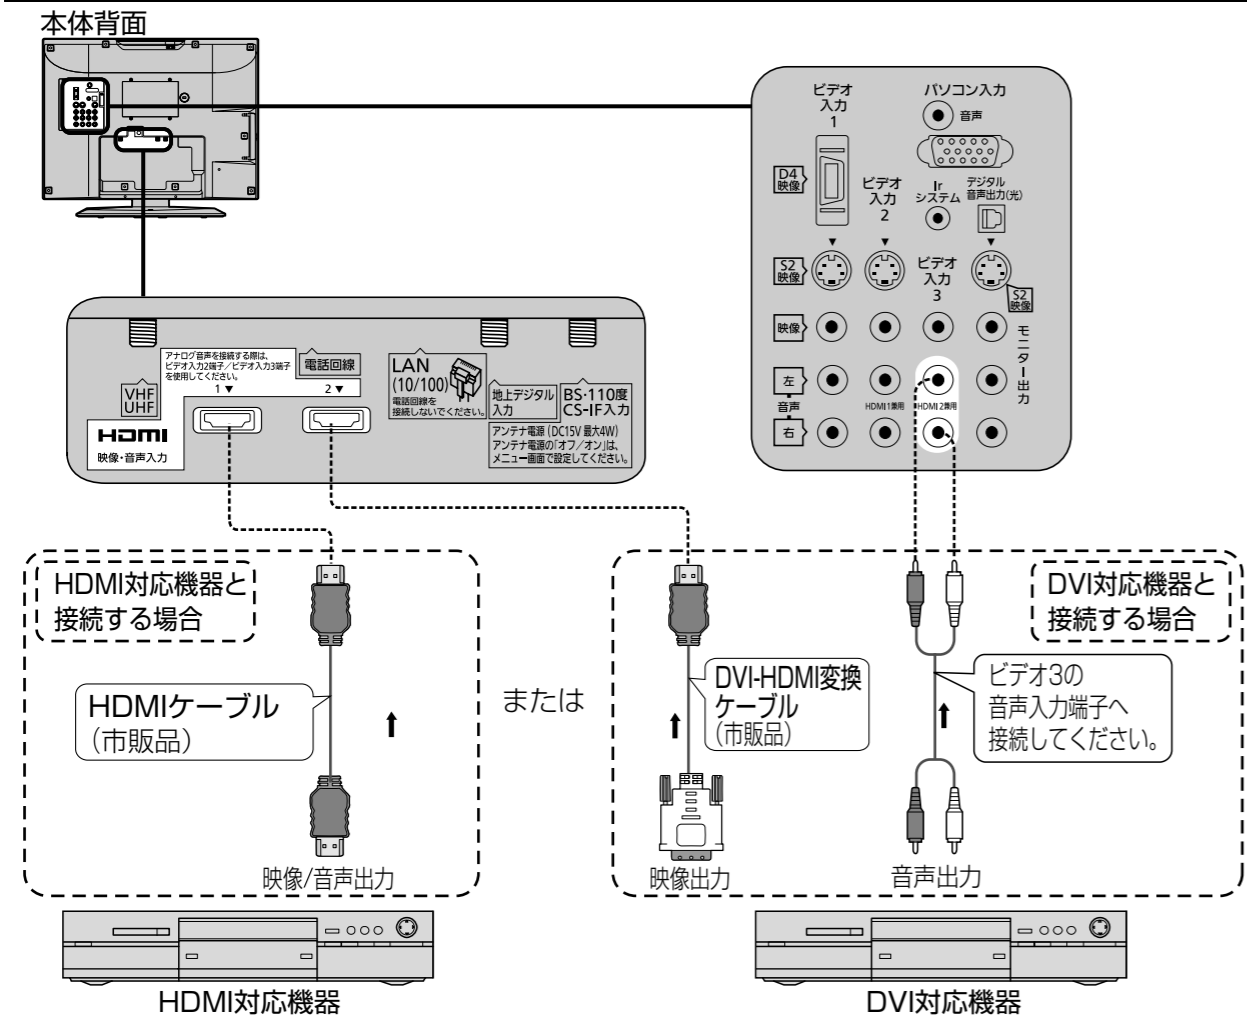 本体背面
ビデオ
入力
1
パソコン入力
音声
D4
映像
ビデオ
入力
2
Ir
システム
デジタル
音声出力(光)
S2
映像
ビデオ
入力
3
S2
映像
映像
モニター出力
左
音声
右
HDMI1兼用
HDMI2兼用
VHF
UHF
アナログ音声を接続する際は、
ビデオ入力2端子/ビデオ入力3端子
を使用してください。
1▼
2▼
電話回線
HDMI
映像・音声入力
LAN
(10/100)
電話回線を
接続しないでください。
地上デジタル
入力
BS・110度
CS-IF入力
アンテナ電源(DC15V 最大4W)
アンテナ電源の「オフ/オン」は、
メニュー画面で設定してください。
HDMI対応機器と
接続する場合
HDMIケーブル
(市販品)
映像/音声出力
HDMI対応機器
または
DVI対応機器と
接続する場合
DVI-HDMI変換
ケーブル
(市販品)
ビデオ3の
音声入力端子へ
接続してください。
映像出力
音声出力
DVI対応機器